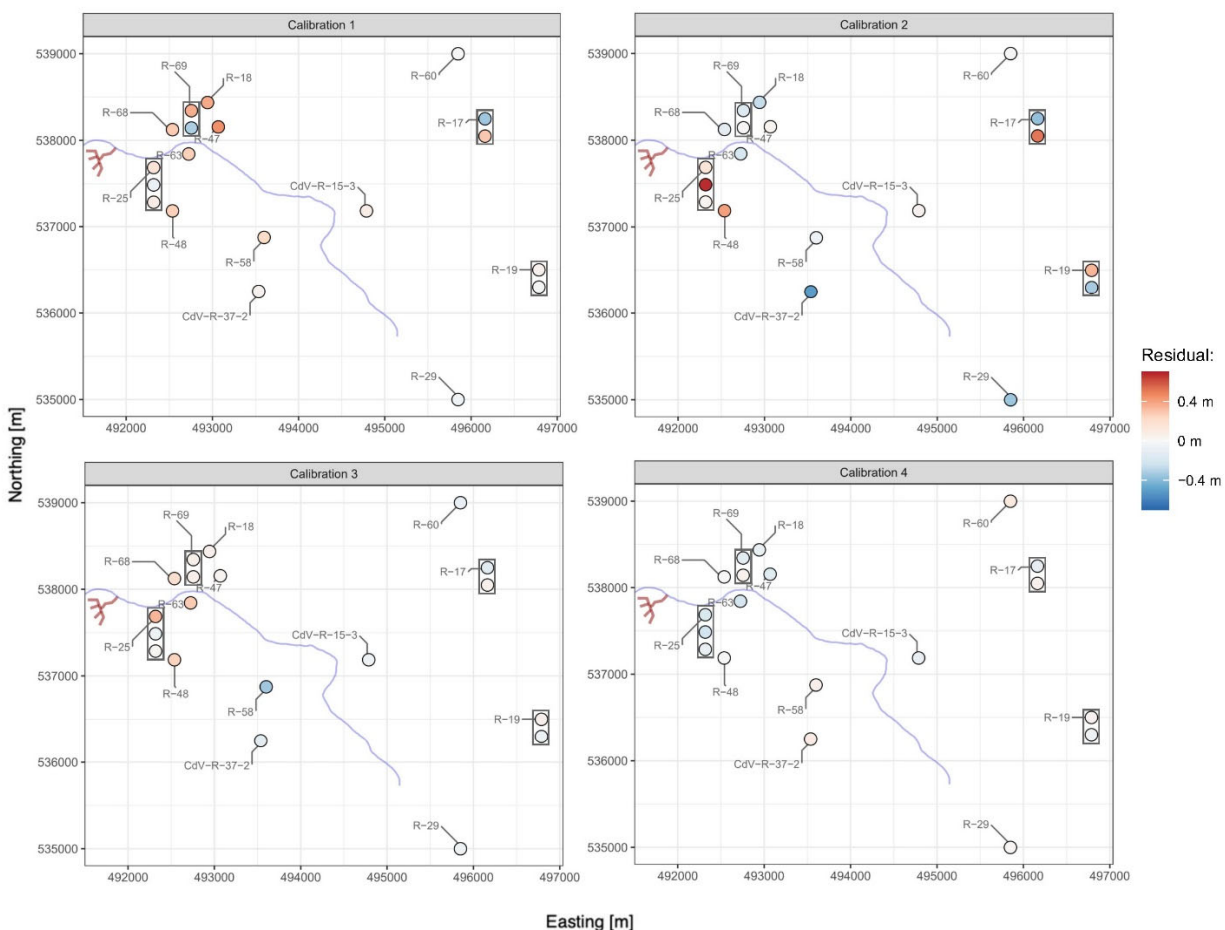 Calibration 1
539000
538000
537000
536000
535000
R−69
R−18
R−68
R−47
R−63
R−25
R−48
R−58
CdV−R−15−3
CdV−R−37−2
R−60
R−17
R−19
R−29
492000 493000 494000 495000 496000 497000
Calibration 2
539000
538000
537000
536000
535000
R−69
R−18
R−68
R−47
R−63
R−25
R−48
R−58
CdV−R−15−3
CdV−R−37−2
R−60
R−17
R−19
R−29
492000 493000 494000 495000 496000 497000
Residual:
0.4 m
0 m
−0.4 m
Northing [m]
Calibration 3
539000
538000
537000
536000
535000
R−69
R−18
R−68
R−47
R−63
R−25
R−48
R−58
CdV−R−15−3
CdV−R−37−2
R−60
R−17
R−19
R−29
492000 493000 494000 495000 496000 497000
Calibration 4
539000
538000
537000
536000
535000
R−69
R−18
R−68
R−47
R−63
R−25
R−48
R−58
CdV−R−15−3
CdV−R−37−2
R−60
R−17
R−19
R−29
492000 493000 494000 495000 496000 497000
Easting [m]